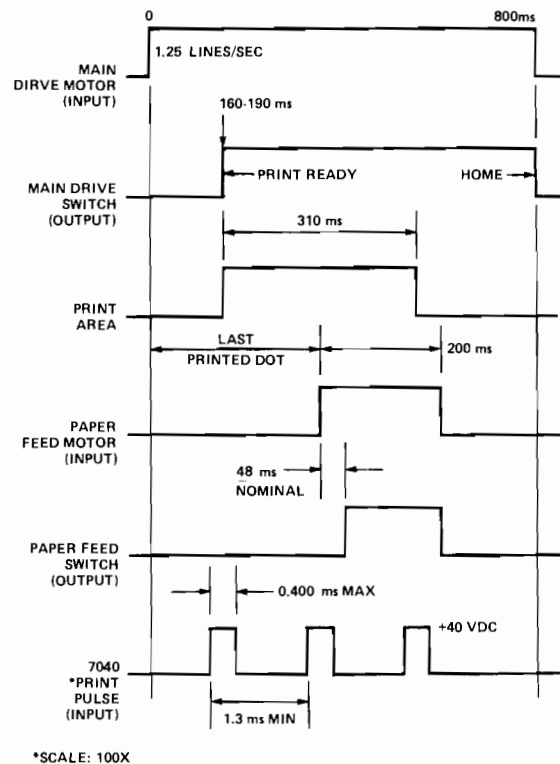 0
800ms
1.25 LINES/SEC
MAIN
DIRVE MOTOR
(INPUT)
160-190 ms
PRINT READY
HOME
MAIN DRIVE
SWITCH
(OUTPUT)
310 ms
PRINT
AREA
LAST
PRINTED DOT
200 ms
PAPER
FEED MOTOR
(INPUT)
48 ms
NOMINAL
PAPER FEED
SWITCH
(OUTPUT)
0.400 ms MAX
+40 VDC
7040
*PRINT
PULSE
(INPUT)
1.3 ms MIN
*SCALE: 100X